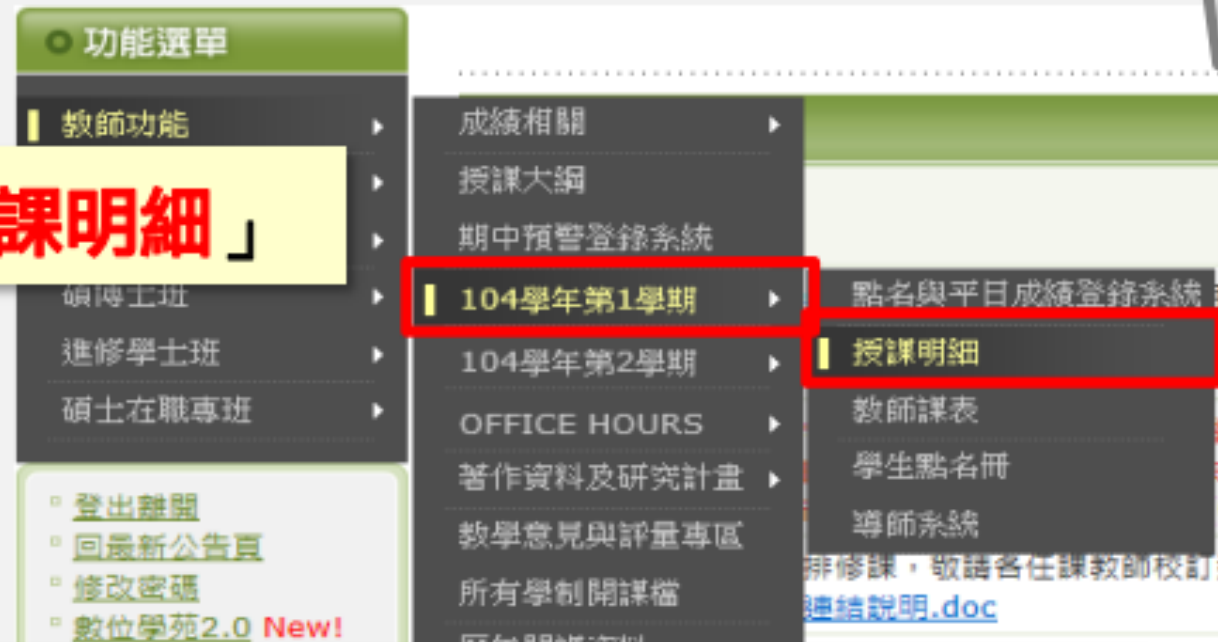 功能選單
教師功能
課明細」
碩博士班
進修學士班
碩士在職專班
登出離開
回最新公告頁
修改密碼
數位學苑2.0 New!
成績相關
授課大綱
期中預警登錄系統
104學年第1學期
104學年第2學期
OFFICE HOURS
著作資料及研究計畫
教學意見與評量專區
所有學制開課檔
點名與平日成績登錄系統
授課明細
教師課表
學生點名冊
導師系統
排修課，敬請各任課教師校訂
連結說明.doc